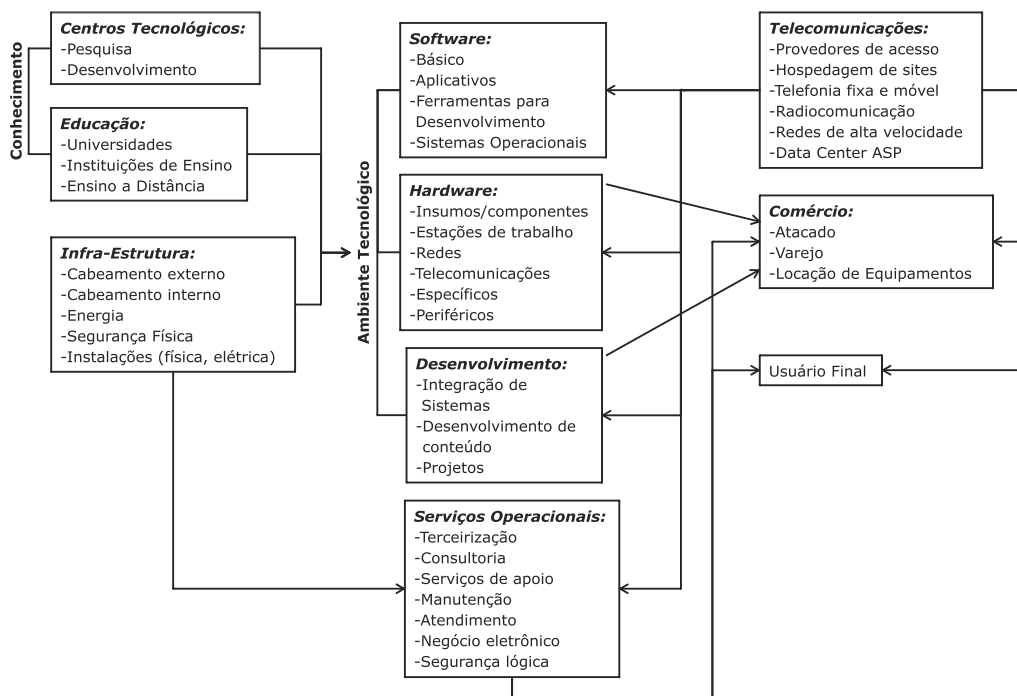 Conhecimento
Centros Tecnológicos:
-Pesquisa
-Desenvolvimento
Educação:
-Universidades
-Instituições de Ensino
-Ensino a Distância
Infra-Estrutura:
-Cabeamento externo
-Cabeamento interno
-Energia
-Segurança Física
-Instalações (física, elétrica)
Ambiente Tecnológico
Software:
-Básico
-Aplicativos
-Ferramentas para
Desenvolvimento
-Sistemas Operacionais
Hardware:
-Insumos/componentes
-Estações de trabalho
-Redes
-Telecomunicações
-Específicos
-Periféricos
Desenvolvimento:
-Integração de
Sistemas
-Desenvolvimento de
conteúdo
-Projetos
Serviços Operacionais:
-Terceirização
-Consultoria
-Serviços de apoio
-Manutenção
-Atendimento
-Negócio eletrônico
-Segurança lógica
Telecomunicações:
-Provedores de acesso
-Hospedagem de sites
-Telefonia fixa e móvel
-Radiocomunicação
-Redes de alta velocidade
-Data Center ASP
Comércio:
-Atacado
-Varejo
-Locação de Equipamentos
Usuário Final